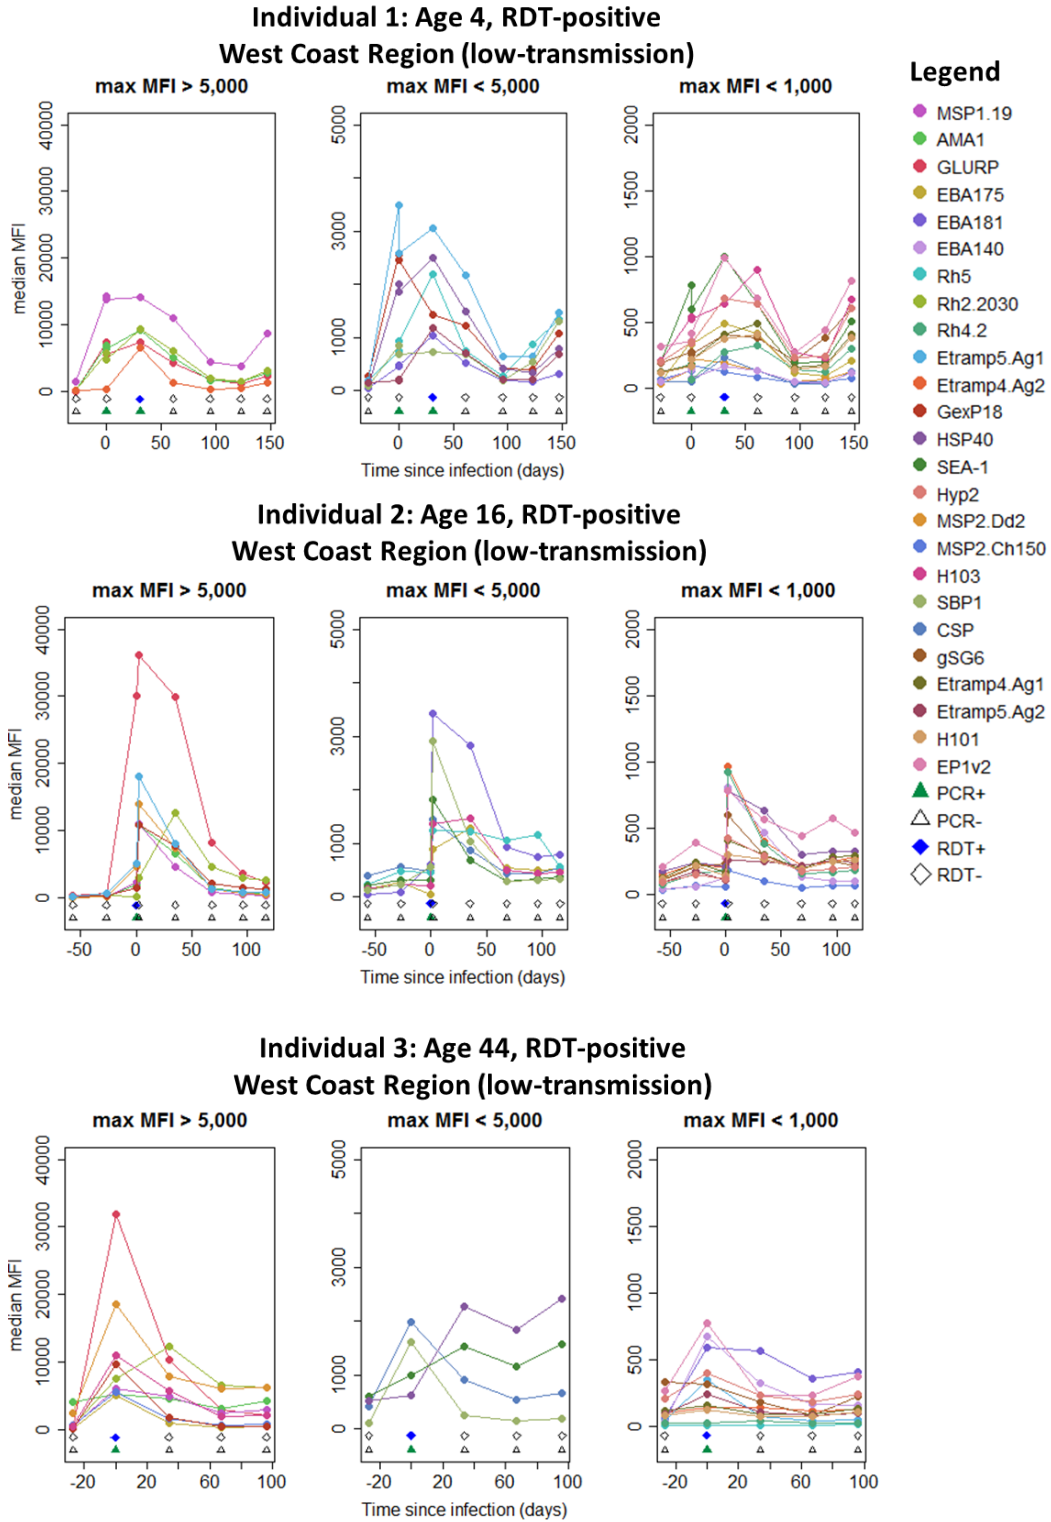 Individual 1: Age 4, RDT-positive
West Coast Region (low-transmission)
max MFI > 5,000
max MFI < 5,000
max MFI < 1,000
median MFI
0 10000 20000 30000 40000
0 1000 3000 5000
0 500 1000 1500 2000
0 50 100 150
0 50 100 150
0 50 100 150
Time since infection (days)
Legend
MSP1.19
AMA1
GLURP
EBA175
EBA181
EBA140
Rh5
Rh2.2030
Rh4.2
Etramp5.Ag1
Etramp4.Ag2
GexP18
HSP40
SEA-1
Hyp2
MSP2.Dd2
MSP2.Ch150
H103
SBP1
CSP
gSG6
Etramp4.Ag1
Etramp5.Ag2
H101
EP1v2
PCR+
PCR-
RDT+
RDT-
Individual 2: Age 16, RDT-positive
West Coast Region (low-transmission)
max MFI > 5,000
max MFI < 5,000
max MFI < 1,000
median MFI
0 10000 20000 30000 40000
0 1000 3000 5000
0 500 1000 1500 2000
-50 0 50 100
-50 0 50 100
-50 0 50 100
Time since infection (days)
Individual 3: Age 44, RDT-positive
West Coast Region (low-transmission)
max MFI > 5,000
max MFI < 5,000
max MFI < 1,000
median MFI
0 10000 20000 30000 40000
0 1000 3000 5000
0 500 1000 1500 2000
-20 20 60 100
-20 20 60 100
-20 20 60 100
Time since infection (days)